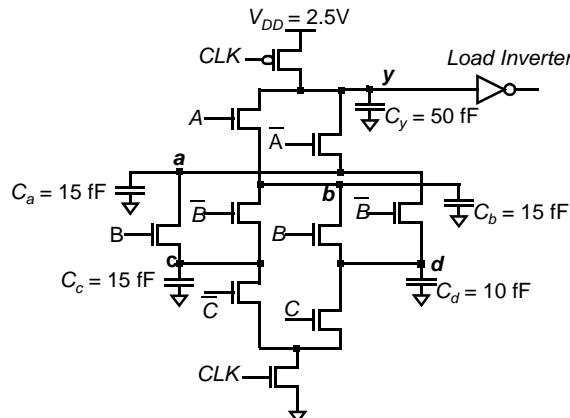 V_DD = 2.5V
CLK
y
Load Inverter
A
C_y = 50 fF
A̅
a
C_a = 15 fF
b
B
B̅
B
B̅
C_b = 15 fF
c
d
C_c = 15 fF
C̅
C
C_d = 10 fF
CLK